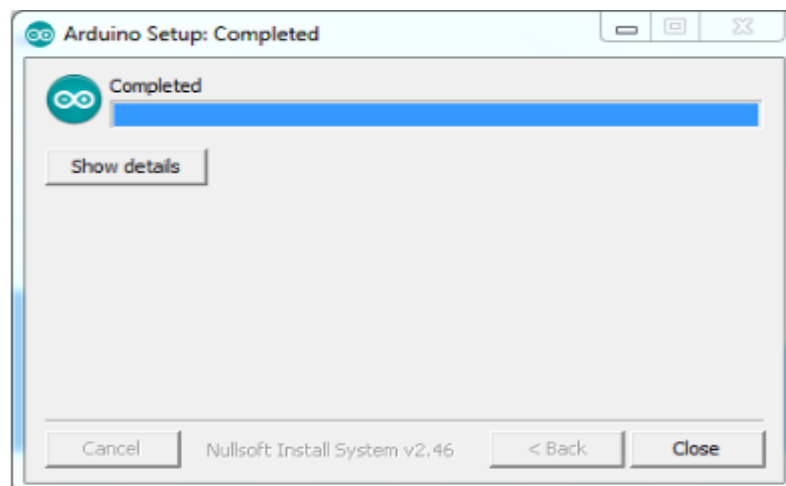 Arduino Setup: Completed
Completed
Show details
Cancel
Nullsoft Install System v2.46
< Back
Close